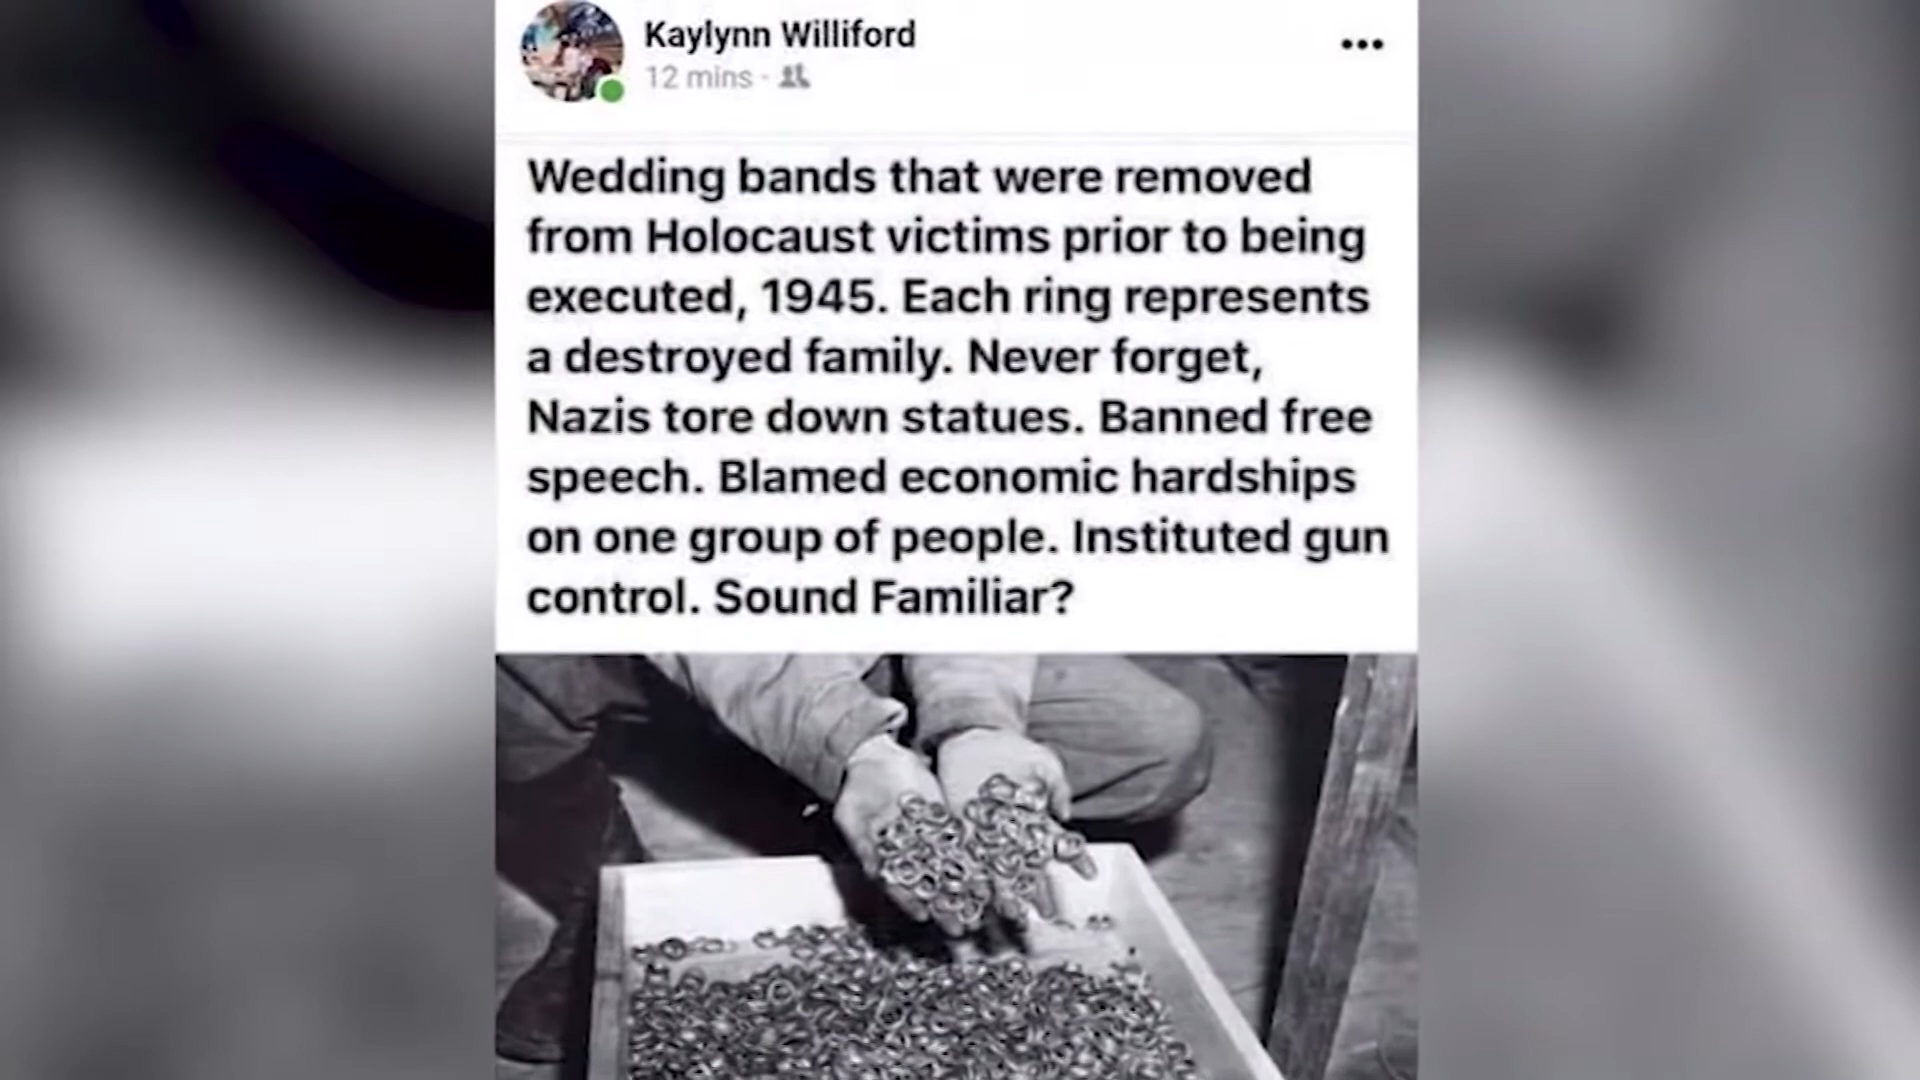 Kaylynn Williford
12 mins ·
Wedding bands that were removed
from Holocaust victims prior to being
executed, 1945. Each ring represents
a destroyed family. Never forget,
Nazis tore down statues. Banned free
speech. Blamed economic hardships
on one group of people. Instituted gun
control. Sound Familiar?